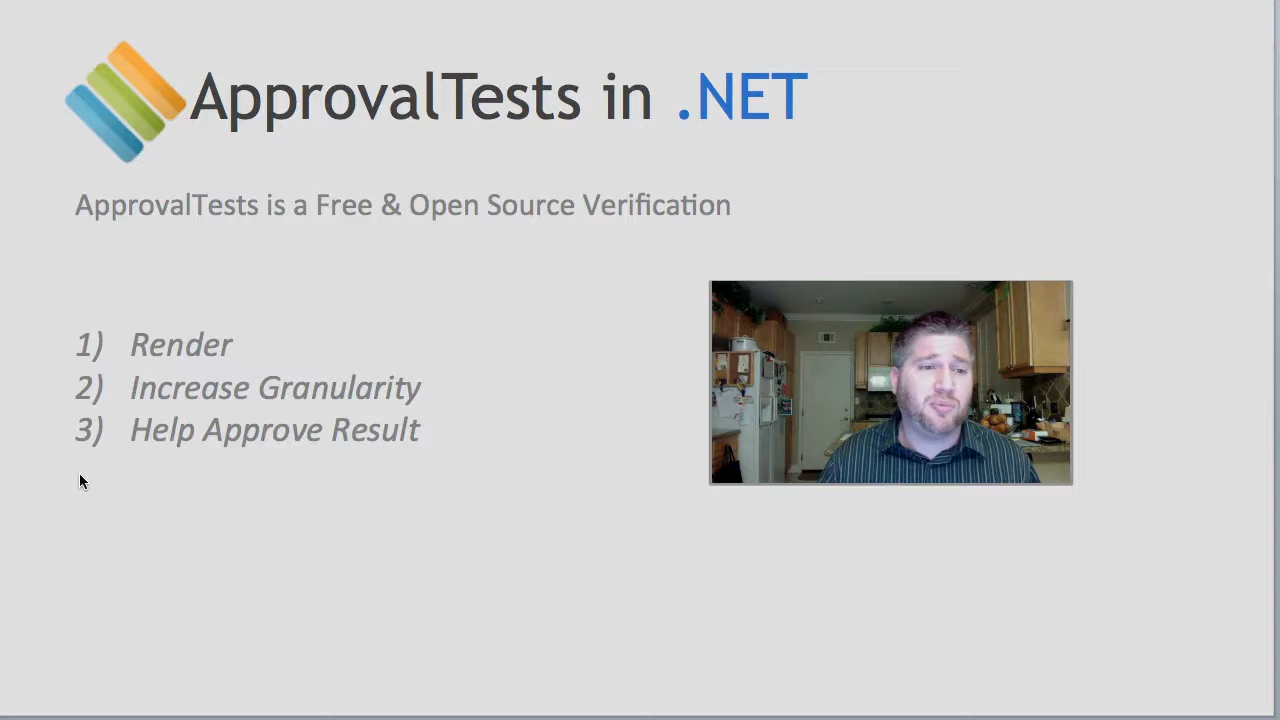 ApprovalTests in .NET
ApprovalTests is a Free & Open Source Verification
1) Render
2) Increase Granularity
3) Help Approve Result